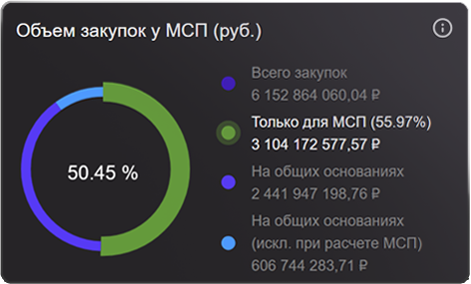 Объем закупок у МСП (руб.)
Всего закупок
6 152 864 060,04 ₽
Только для МСП (55.97%)
3 104 172 577,57 ₽
50.45 %
На общих основаниях
2 441 947 198,76 ₽
На общих основаниях
(искл. при расчете МСП)
606 744 283,71 ₽